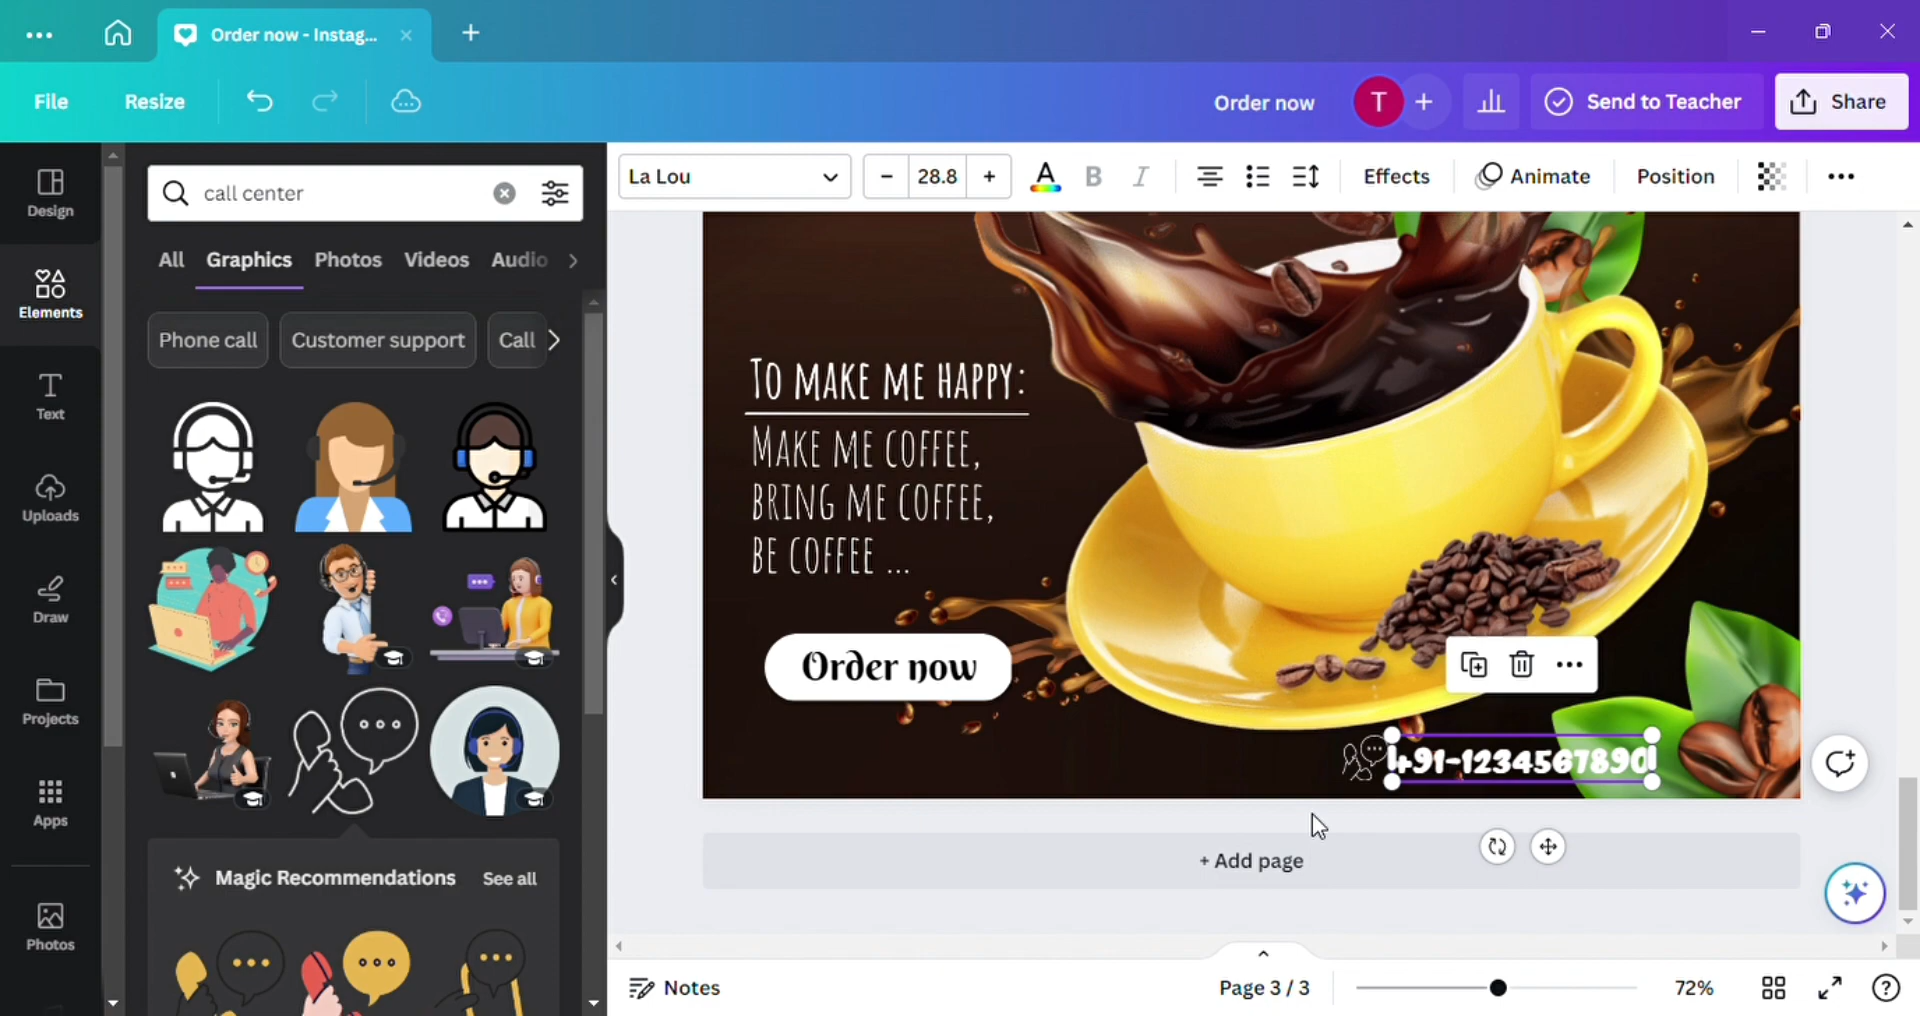 Order now - Instag...
File
Resize
Order now
T
Send to Teacher
Share
Design
Elements
Text
Uploads
Draw
Projects
Apps
Photos
call center
All
Graphics
Photos
Videos
Audio
Phone call
Customer support
Call
Magic Recommendations
See all
La Lou
28.8
A
B
I
Effects
Animate
Position
TO MAKE ME HAPPY:
MAKE ME COFFEE,
BRING ME COFFEE,
BE COFFEE ...
Order now
+91-1234567890
+ Add page
Notes
Page 3 / 3
72%